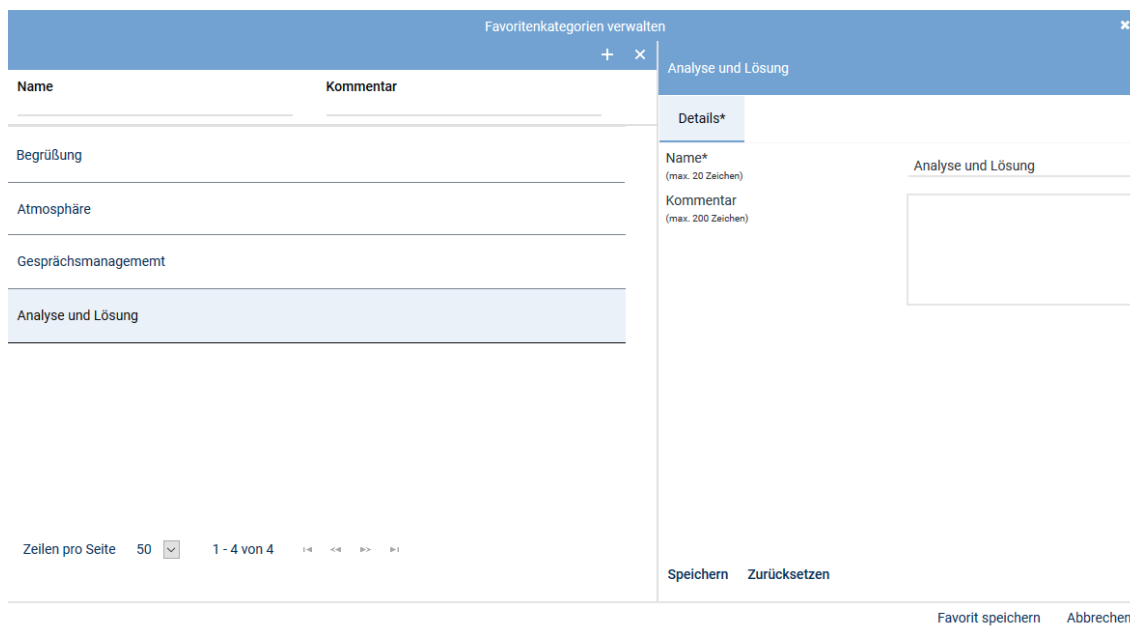 Favoritenkategorien verwalten
Name Kommentar
Begrüßung
Atmosphäre
Gesprächsmanagememt
Analyse und Lösung
Zeilen pro Seite 50 1 - 4 von 4
Analyse und Lösung
Details*
Name*
(max. 20 Zeichen)
Analyse und Lösung
Kommentar
(max. 200 Zeichen)
Speichern Zurücksetzen
Favorit speichern Abbrechen